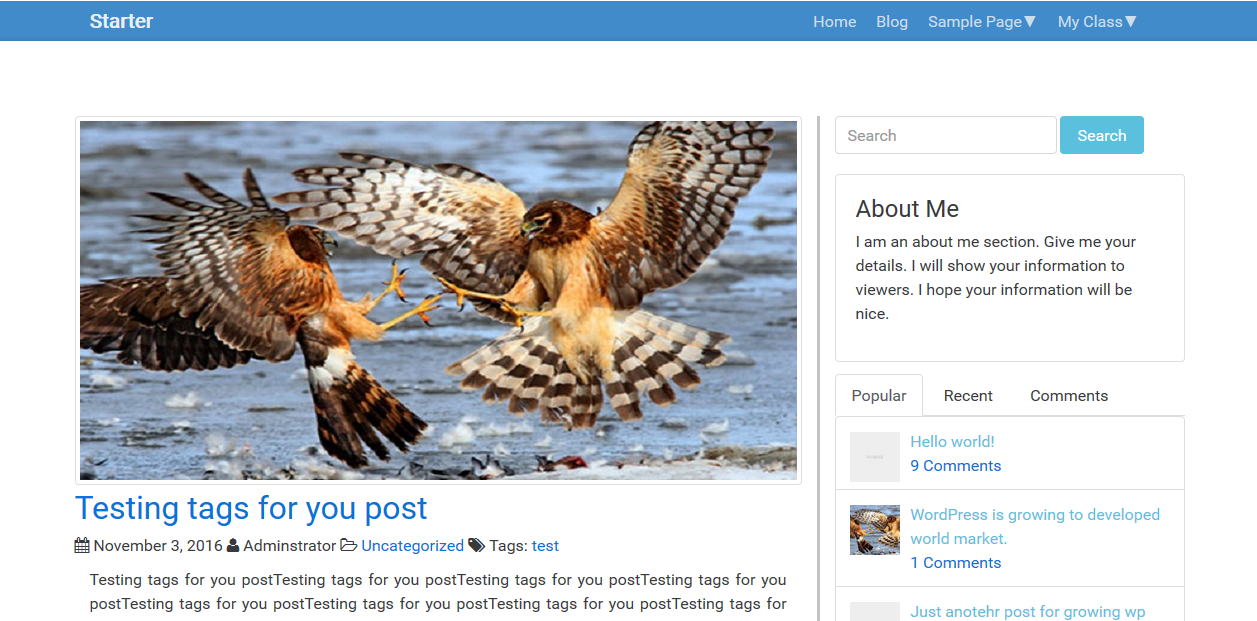 Starter
Home Blog Sample Page▼ My Class▼
Search Search
About Me
I am an about me section. Give me your
details. I will show your information to
viewers. I hope your information will be
nice.
Popular Recent Comments
Hello world!
9 Comments
WordPress is growing to developed
world market.
1 Comments
Just anotehr post for growing wp
Testing tags for you post
November 3, 2016 Adminstrator Uncategorized Tags: test
Testing tags for you postTesting tags for you postTesting tags for you postTesting tags for you
postTesting tags for you postTesting tags for you postTesting tags for you postTesting tags for